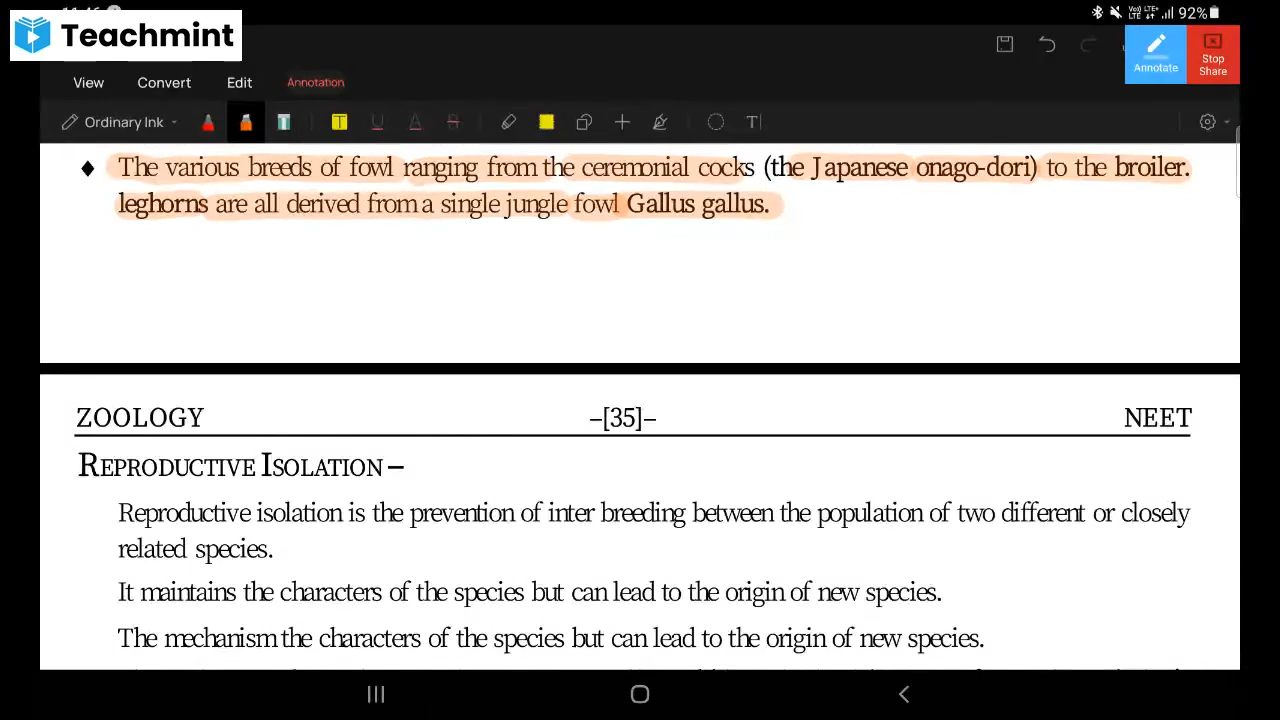 Teachmint
92%
View Convert Edit Annotation
Annotate
Stop Share
Ordinary Ink
♦ The various breeds of fowl ranging from the ceremonial cocks (the Japanese onago-dori) to the broiler.
leghorns are all derived from a single jungle fowl Gallus gallus.
ZOOLOGY –[35]– NEET
REPRODUCTIVE ISOLATION –
Reproductive isolation is the prevention of inter breeding between the population of two different or closely
related species.
It maintains the characters of the species but can lead to the origin of new species.
The mechanism the characters of the species but can lead to the origin of new species.